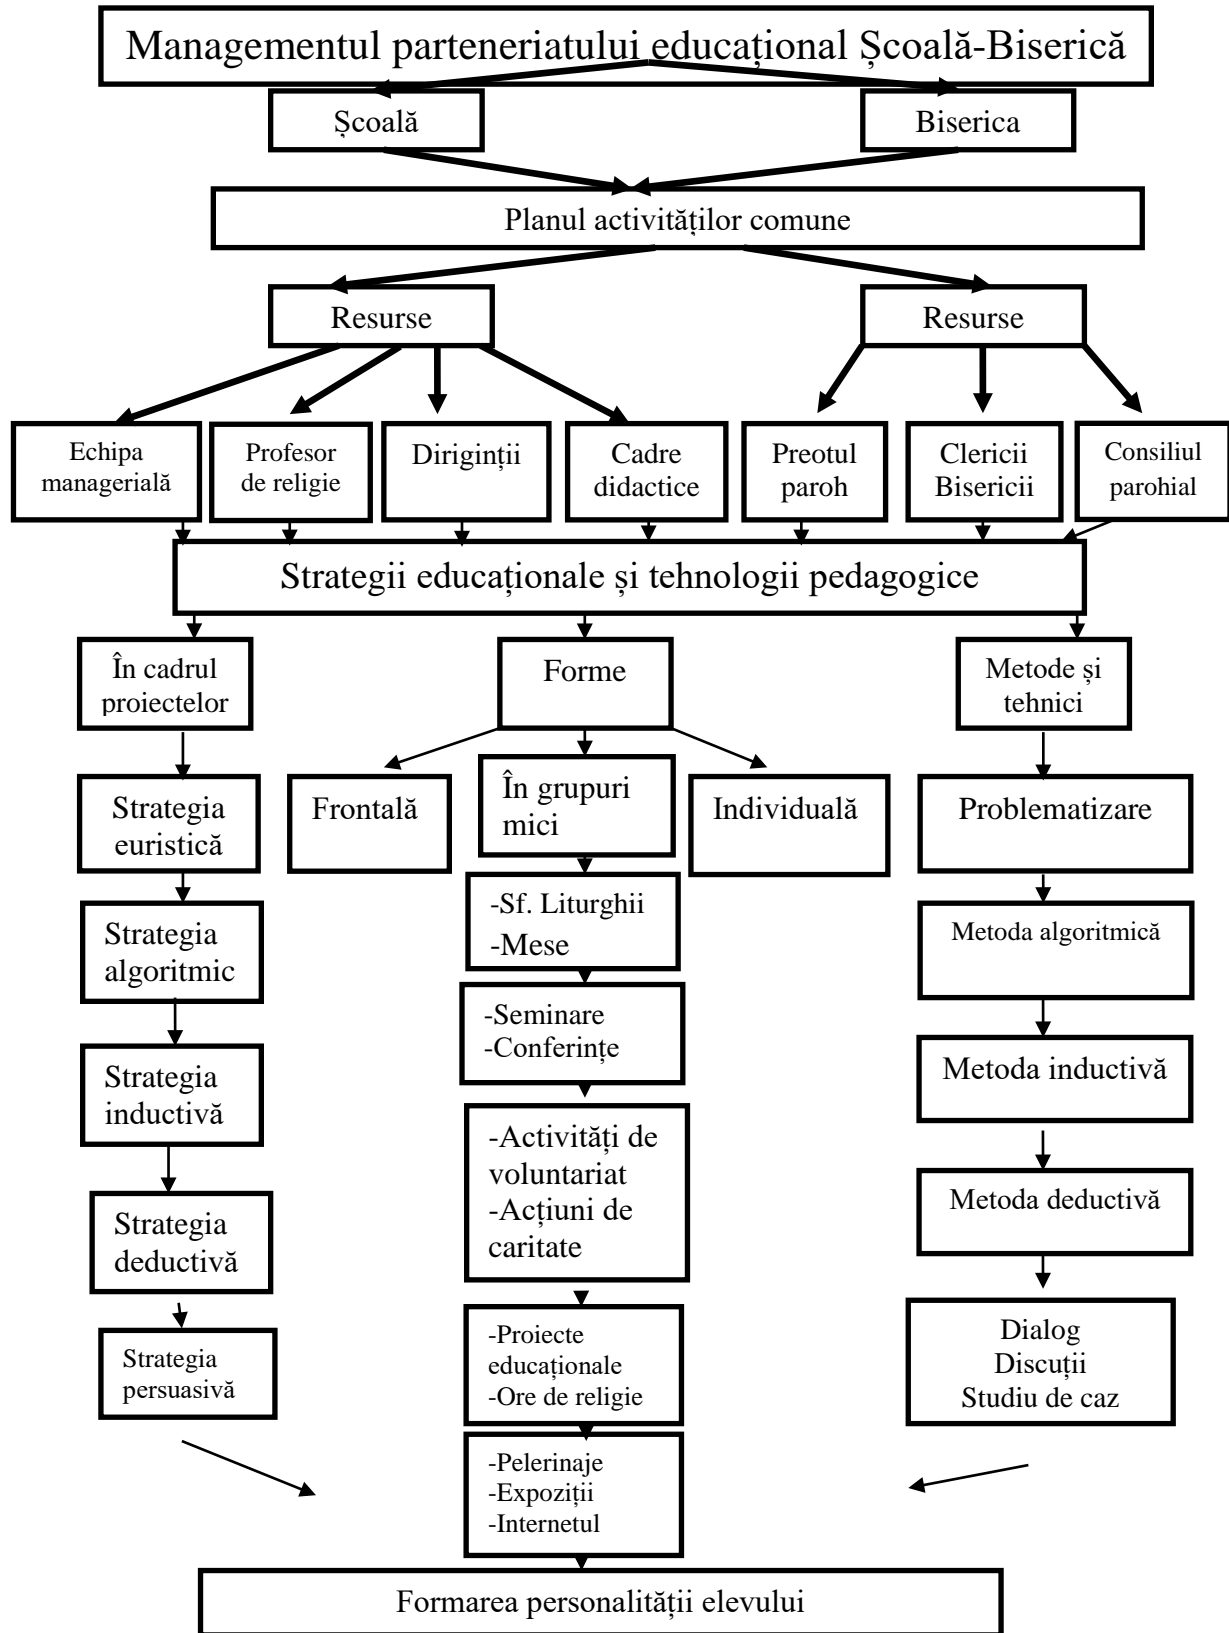 Managementul parteneriatului educațional Școală-Biserică
Școală
Biserica
Planul activităților comune
Resurse
Resurse
Echipa
managerială
Profesor
de religie
Diriginții
Cadre
didactice
Preotul
paroh
Clericii
Bisericii
Consiliul
parohial
Strategii educaționale și tehnologii pedagogice
În cadrul
proiectelor
Forme
Metode și
tehnici
Strategia
euristică
Frontală
În grupuri
mici
Individuală
Problematizare
Strategia
algoritmic
-Sf. Liturghii
-Mese
Metoda algoritmică
Strategia
inductivă
-Seminare
-Conferințe
Metoda inductivă
Strategia
deductivă
-Activități de
voluntariat
-Acțiuni de
caritate
Metoda deductivă
Strategia
persuasivă
-Proiecte
educaționale
-Ore de religie
Dialog
Discuții
Studiu de caz
-Pelerinaje
-Expoziții
-Internetul
Formarea personalității elevului